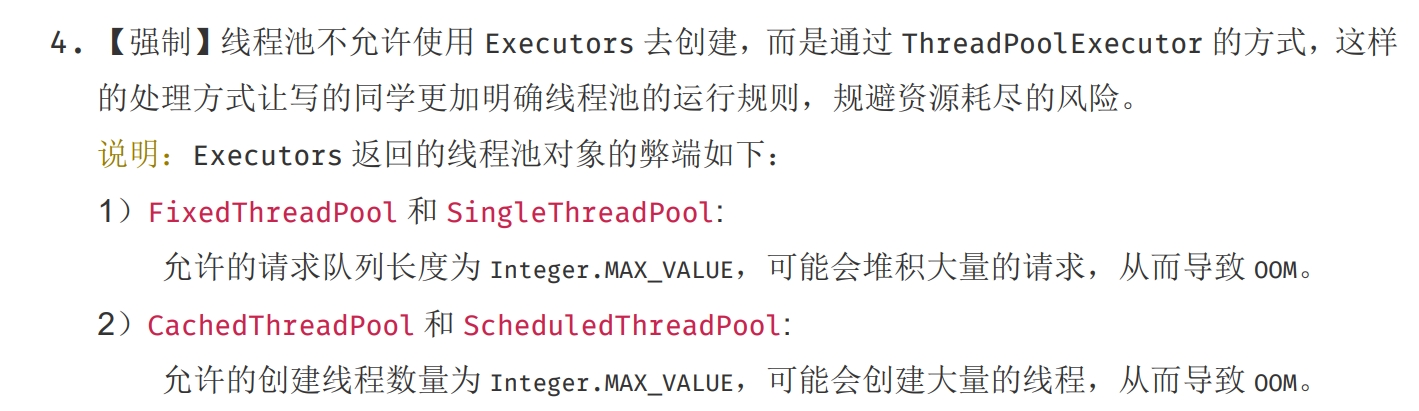 4. 【强制】线程池不允许使用 Executors 去创建，而是通过 ThreadPoolExecutor 的方式，这样
的处理方式让写的同学更加明确线程池的运行规则，规避资源耗尽的风险。
说明：Executors 返回的线程池对象的弊端如下：
1）FixedThreadPool 和 SingleThreadPool:
允许的请求队列长度为 Integer.MAX_VALUE，可能会堆积大量的请求，从而导致 OOM。
2）CachedThreadPool 和 ScheduledThreadPool:
允许的创建线程数量为 Integer.MAX_VALUE，可能会创建大量的线程，从而导致 OOM。